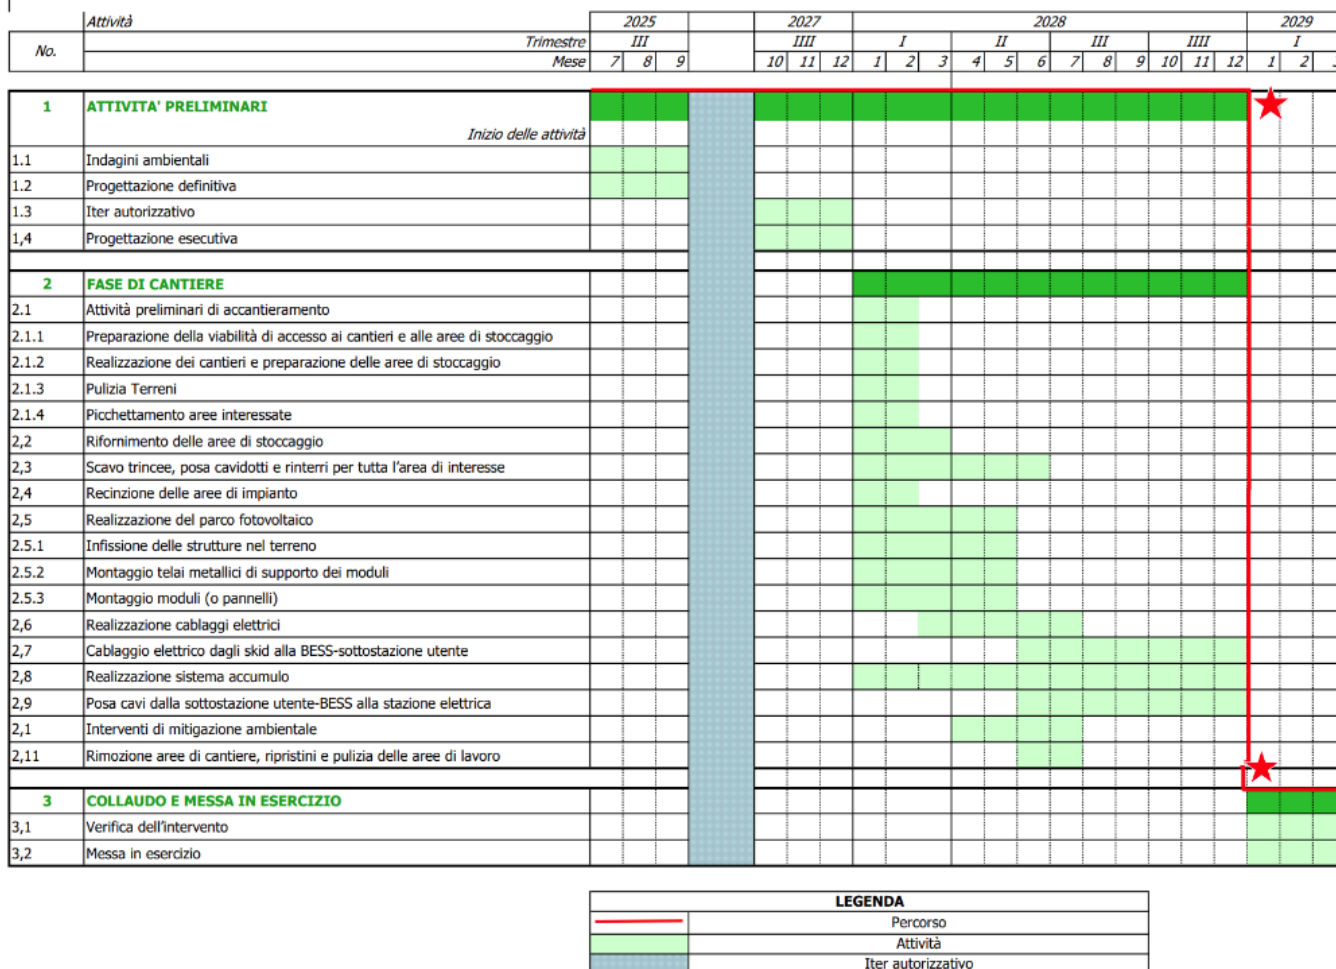 Attività 2025 2027 2028 2029
No. Trimestre III IIII I II III IIII I
Mese 7 8 9 10 11 12 1 2 3 4 5 6 7 8 9 10 11 12 1 2
1 ATTIVITA' PRELIMINARI
Inizio delle attività
1.1 Indagini ambientali
1.2 Progettazione definitiva
1.3 Iter autorizzativo
1,4 Progettazione esecutiva
2 FASE DI CANTIERE
2.1 Attività preliminari di accantieramento
2.1.1 Preparazione della viabilità di accesso ai cantieri e alle aree di stoccaggio
2.1.2 Realizzazione dei cantieri e preparazione delle aree di stoccaggio
2.1.3 Pulizia Terreni
2.1.4 Picchettamento aree interessate
2,2 Rifornimento delle aree di stoccaggio
2,3 Scavo trincee, posa cavidotti e rinterri per tutta l'area di interesse
2,4 Recinzione delle aree di impianto
2,5 Realizzazione del parco fotovoltaico
2.5.1 Infissione delle strutture nel terreno
2.5.2 Montaggio telai metallici di supporto dei moduli
2.5.3 Montaggio moduli (o pannelli)
2,6 Realizzazione cablaggi elettrici
2,7 Cablaggio elettrico dagli skid alla BESS-sottostazione utente
2,8 Realizzazione sistema accumulo
2,9 Posa cavi dalla sottostazione utente-BESS alla stazione elettrica
2,1 Interventi di mitigazione ambientale
2,11 Rimozione aree di cantiere, ripristini e pulizia delle aree di lavoro
3 COLLAUDO E MESSA IN ESERCIZIO
3,1 Verifica dell'intervento
3,2 Messa in esercizio
LEGENDA
Percorso
Attività
Iter autorizzativo